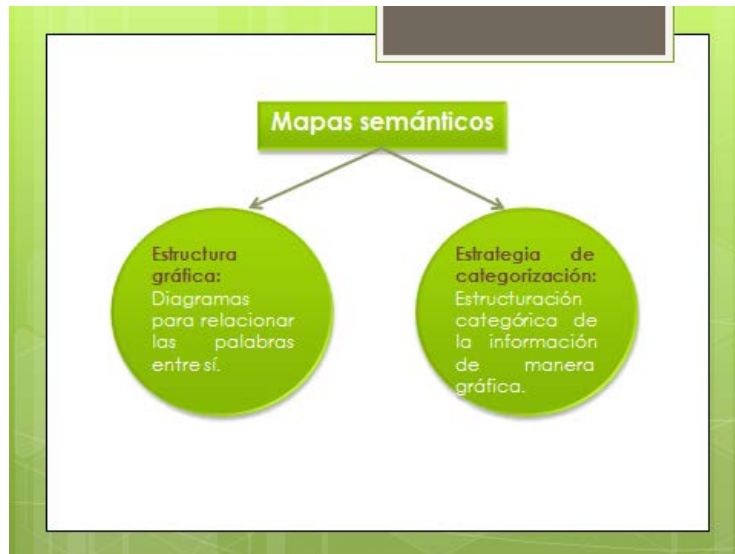 Mapas semánticos
Estructura
gráfica:
Diagramas
para relacionar
las palabras
entre sí.
Estrategia de
categorización:
Estructuración
categórica de
la información
de manera
gráfica.